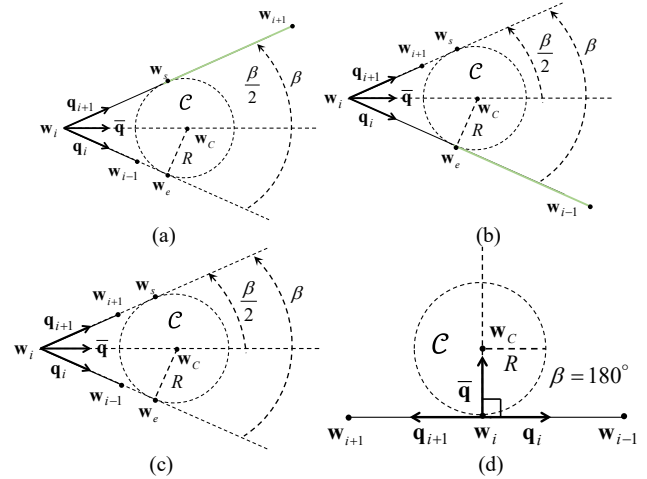 w_{i+1}
w_s
β/2
β
C
q_{i+1}
w_i
q̅
w_C
q_i
R
w_{i-1}
w_e
(a)
w_{i+1}
w_s
β/2
β
C
q_{i+1}
w_i
q̅
w_C
q_i
R
w_e
w_{i-1}
(b)
w_{i+1}
w_s
β/2
β
C
q_{i+1}
w_i
q̅
w_C
q_i
R
w_{i-1}
w_e
(c)
C
w_C
R
q̅
β = 180°
w_{i+1}
q_{i+1}
w_i
q_i
w_{i-1}
(d)